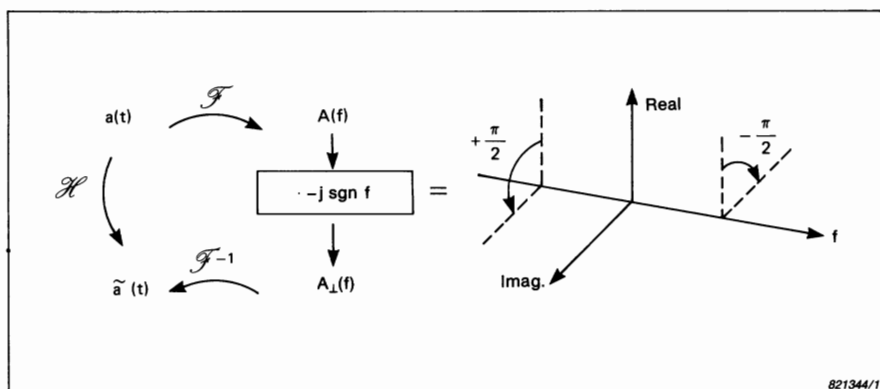 a(t)
ℱ
A(f)
ℋ
· –j sgn f
=
ã (t)
ℱ⁻¹
A⊥(f)
+ π/2
Real
– π/2
f
Imag.
821344/1